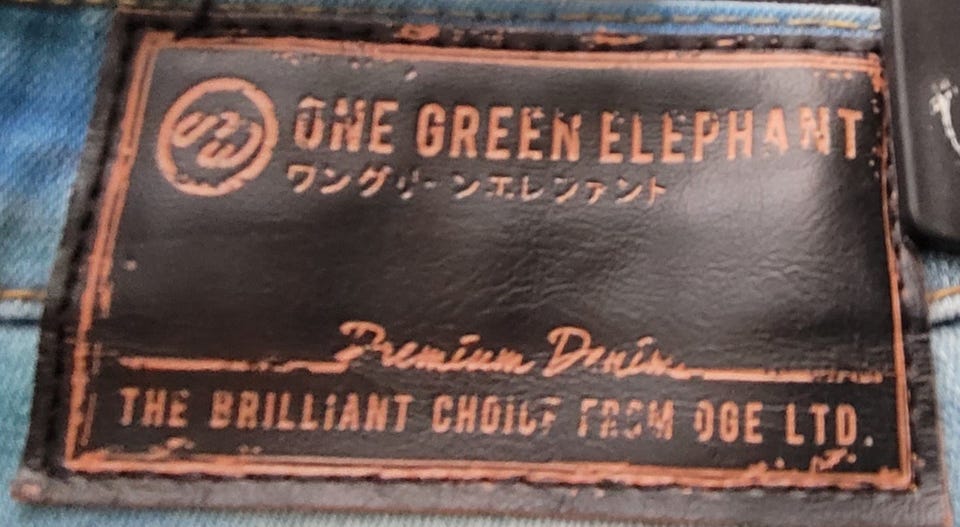 ONE GREEN ELEPHANT
ワングリーンエレファント
Premium Denim
THE BRILLIANT CHOICE FROM OGE LTD.